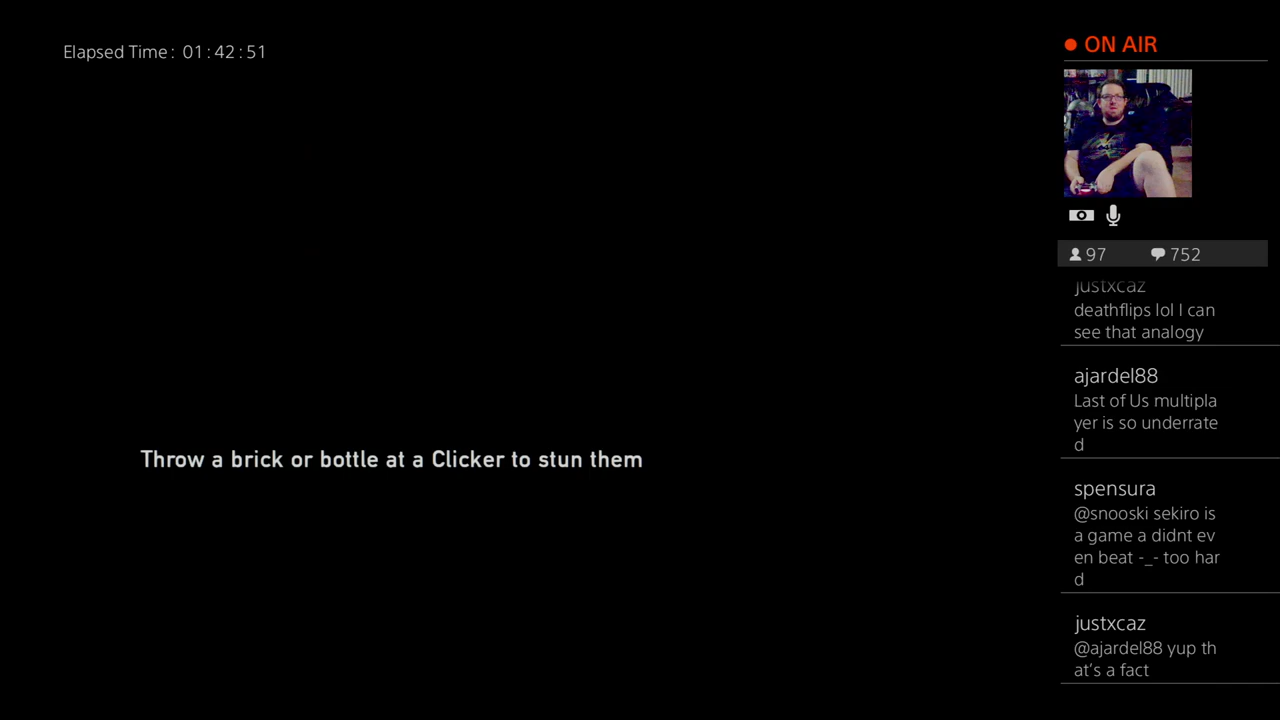 Elapsed Time: 01:42:51
ON AIR
97 752
justxcaz
deathflips lol I can
see that analogy
ajardel88
Last of Us multipla
yer is so underrate
d
Throw a brick or bottle at a Clicker to stun them
spensura
@snooski sekiro is
a game a didnt ev
en beat -_- too har
d
justxcaz
@ajardel88 yup th
at's a fact